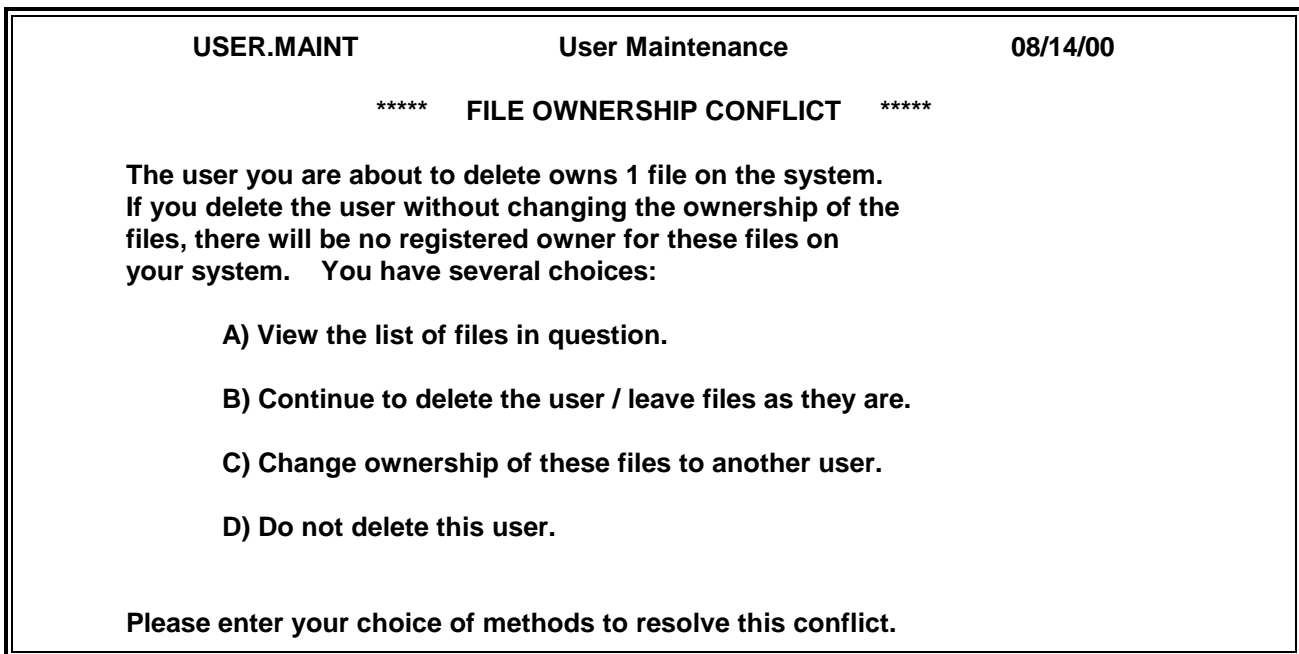 USER.MAINT User Maintenance 08/14/00
***** FILE OWNERSHIP CONFLICT *****
The user you are about to delete owns 1 file on the system.
If you delete the user without changing the ownership of the
files, there will be no registered owner for these files on
your system. You have several choices:
A) View the list of files in question.
B) Continue to delete the user / leave files as they are.
C) Change ownership of these files to another user.
D) Do not delete this user.
Please enter your choice of methods to resolve this conflict.